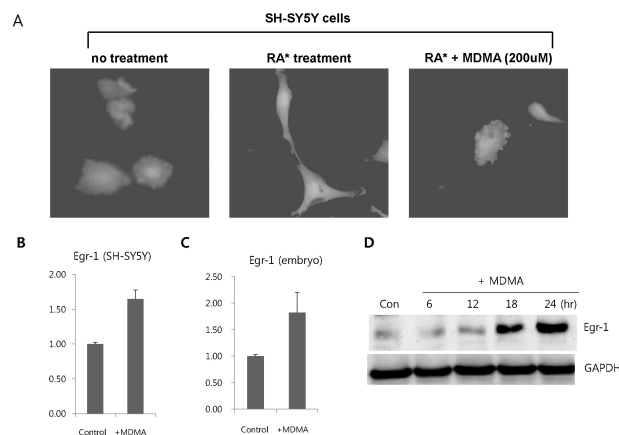 A
SH-SY5Y cells
no treatment
RA* treatment
RA* + MDMA (200uM)
B
Egr-1 (SH-SY5Y)
2.00
1.50
1.00
0.50
0.00
Control
+MDMA
C
Egr-1 (embryo)
2.50
2.00
1.50
1.00
0.50
0.00
Control
+MDMA
D
+ MDMA
Con
6
12
18
24 (hr)
Egr-1
GAPDH